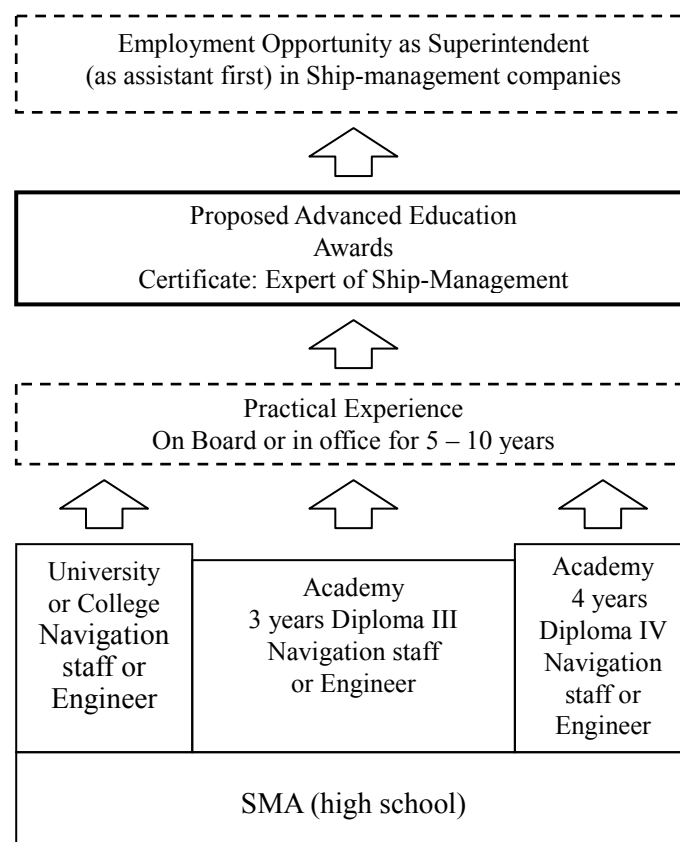 Employment Opportunity as Superintendent
(as assistant first) in Ship-management companies
Proposed Advanced Education
Awards
Certificate: Expert of Ship-Management
Practical Experience
On Board or in office for 5 – 10 years
University
or College
Navigation
staff or
Engineer
Academy
3 years Diploma III
Navigation staff
or Engineer
Academy
4 years
Diploma IV
Navigation
staff or
Engineer
SMA (high school)